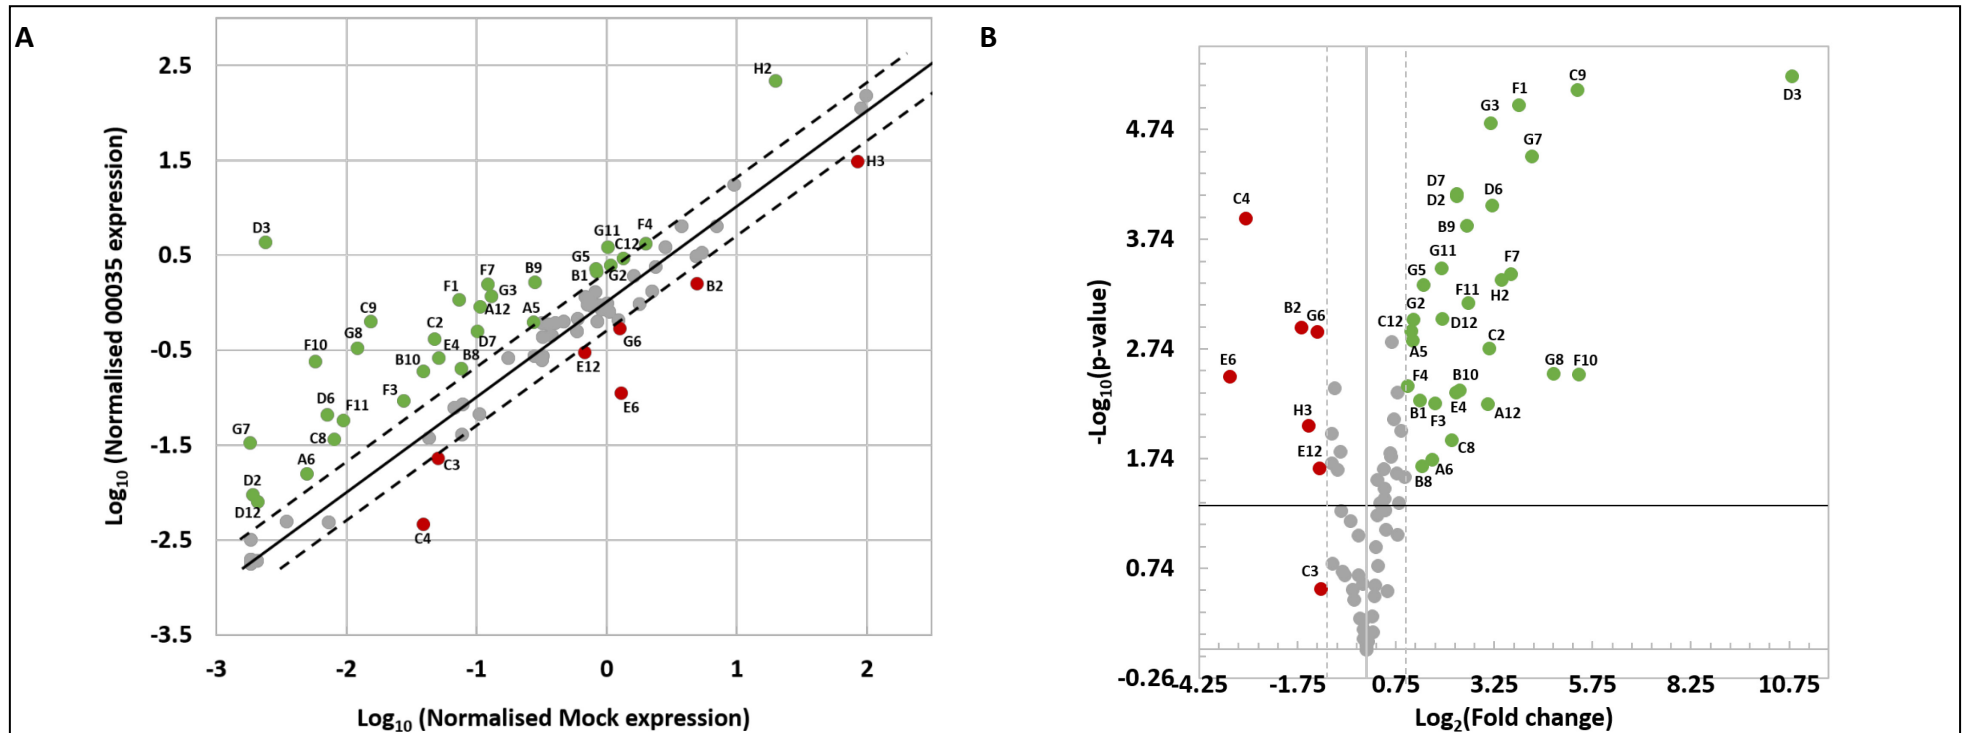 A
Log10 (Normalised 00035 expression)
2.5
1.5
0.5
-0.5
-1.5
-2.5
-3.5
H2
H3
D3
G11
F4
C12
G5
B1
G2
B2
F7
B9
F1
G3
A12
A5
C9
C2
D7
G6
G8
E4
B8
E12
F10
B10
F3
E6
D6
F11
G7
C8
C3
A6
D2
D12
C4
-3
-2
-1
0
1
2
Log10 (Normalised Mock expression)
B
-Log10(p-value)
4.74
3.74
2.74
1.74
0.74
-0.26
C9
D3
F1
G3
G7
D7
D2
D6
C4
B9
G11
F7
G5
H2
F11
B2
G6
G2
C12
D12
C2
A5
E6
G8
F10
F4
B10
H3
B1
F3
E4
A12
E12
C8
A6
B8
C3
-4.25
-1.75
0.75
3.25
5.75
8.25
10.75
Log2(Fold change)